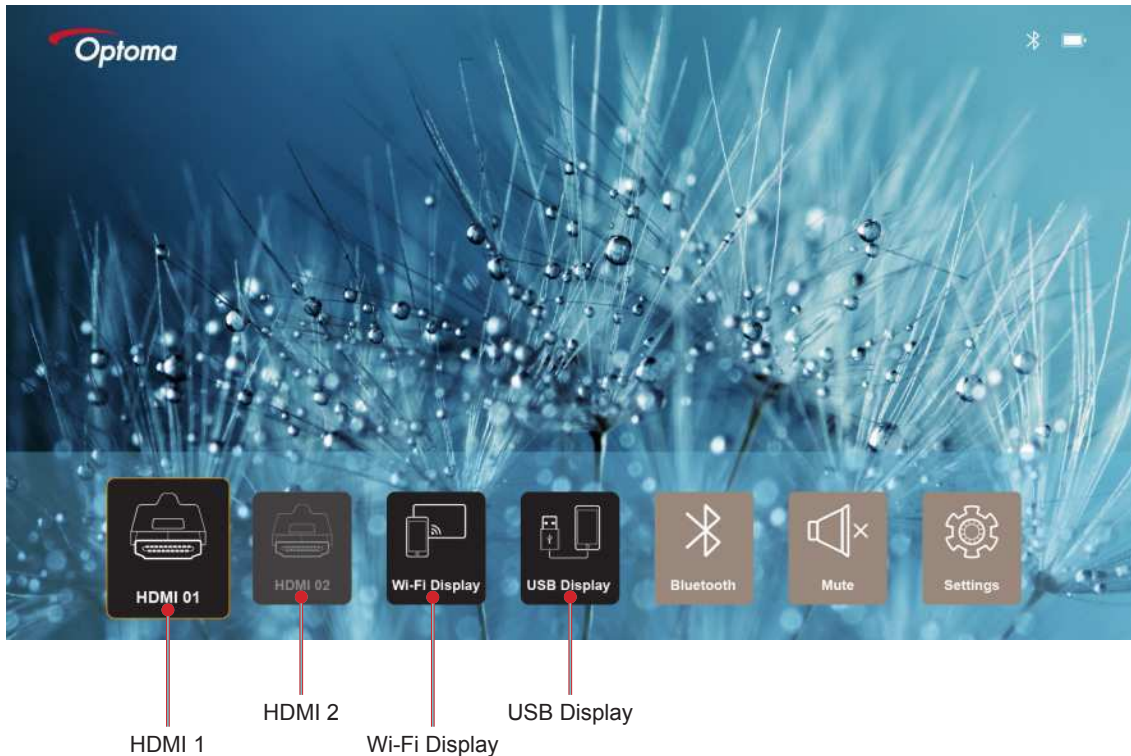 Optoma
HDMI 01
HDMI 02
Wi-Fi Display
USB Display
Bluetooth
Mute
Settings
HDMI 2
USB Display
HDMI 1
Wi-Fi Display